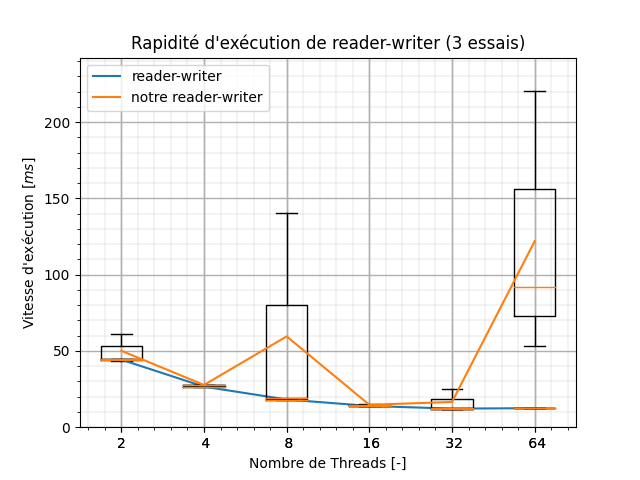 Rapidité d'exécution de reader-writer (3 essais)
reader-writer
notre reader-writer
Vitesse d'exécution [ms]
200
150
100
50
0
2 4 8 16 32 64
Nombre de Threads [-]